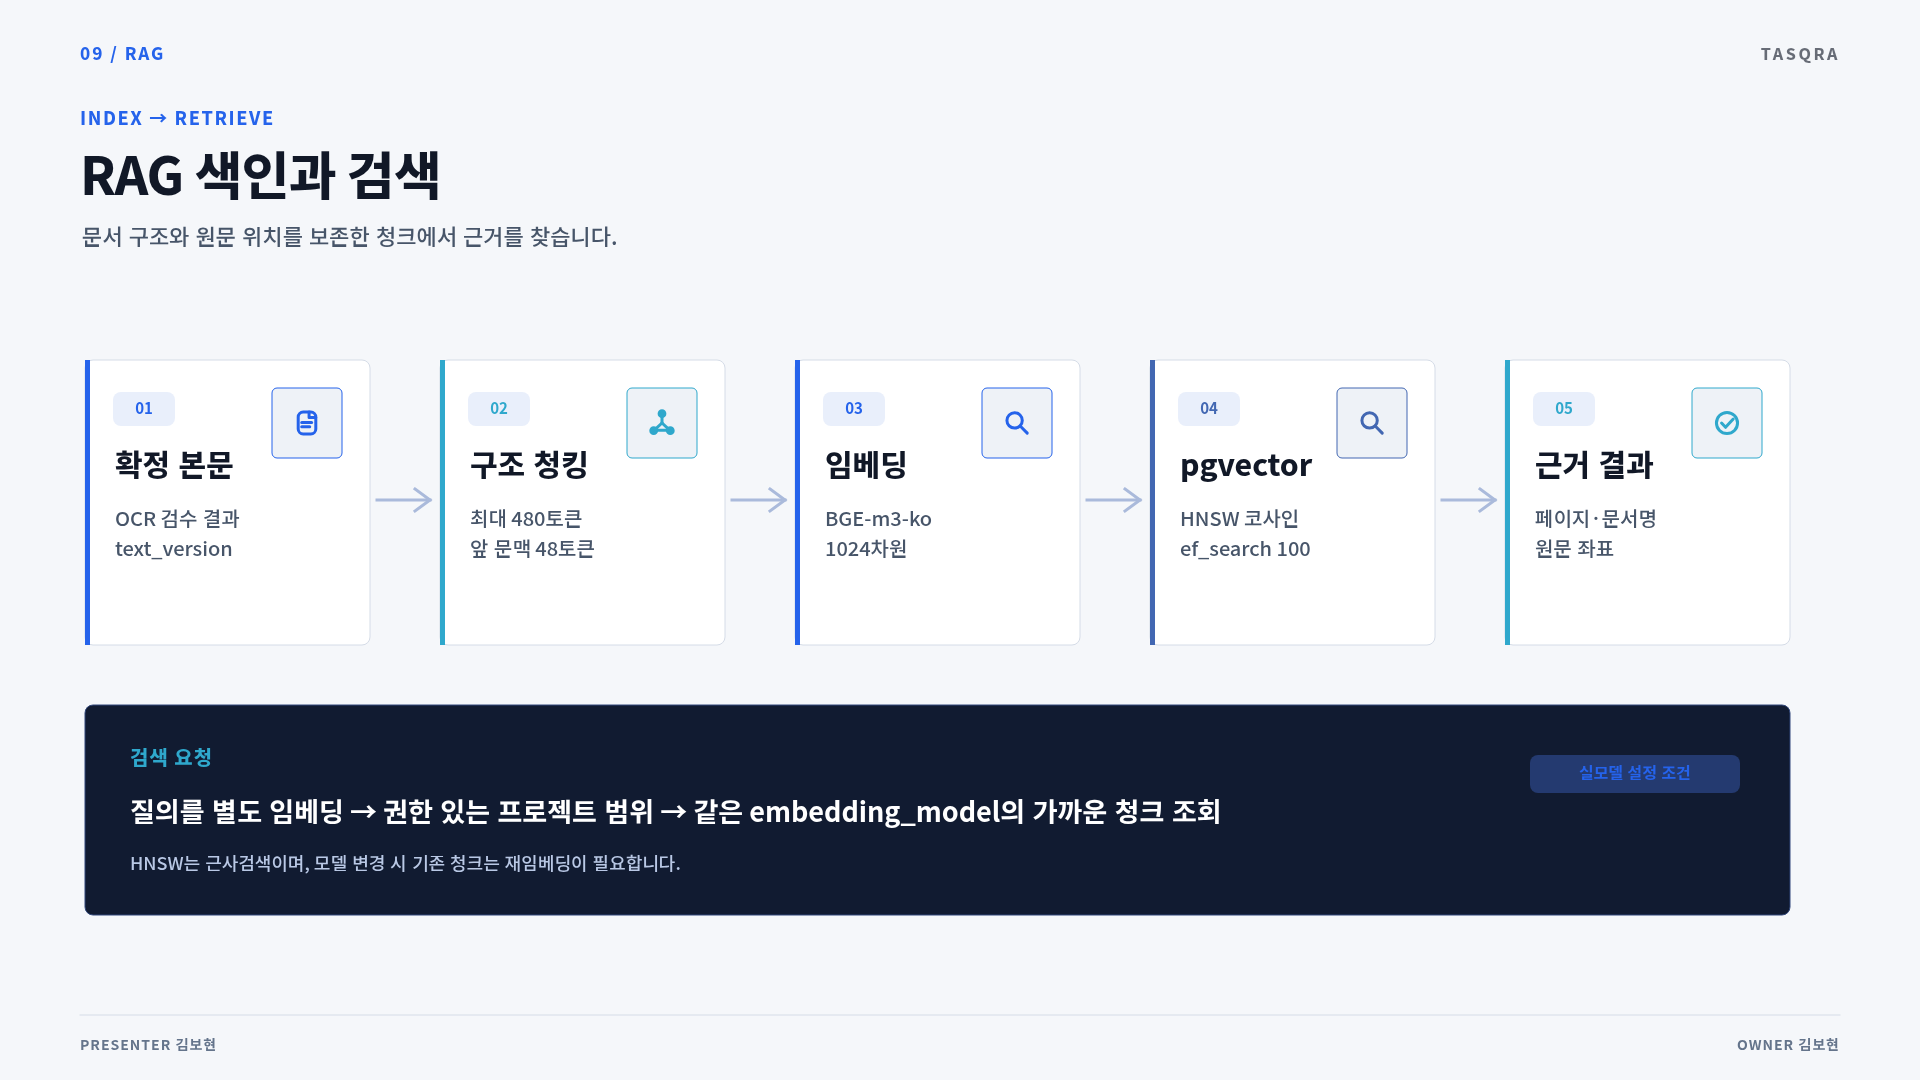 09 / RAG
TASQRA
INDEX → RETRIEVE
RAG 색인과 검색
문서 구조와 원문 위치를 보존한 청크에서 근거를 찾습니다.
01
확정 본문
OCR 검수 결과
text_version
02
구조 청킹
최대 480토큰
앞 문맥 48토큰
03
임베딩
BGE-m3-ko
1024차원
04
pgvector
HNSW 코사인
ef_search 100
05
근거 결과
페이지·문서명
원문 좌표
검색 요청
실모델 설정 조건
질의를 별도 임베딩 → 권한 있는 프로젝트 범위 → 같은 embedding_model의 가까운 청크 조회
HNSW는 근사검색이며, 모델 변경 시 기존 청크는 재임베딩이 필요합니다.
PRESENTER 김보현
OWNER 김보현